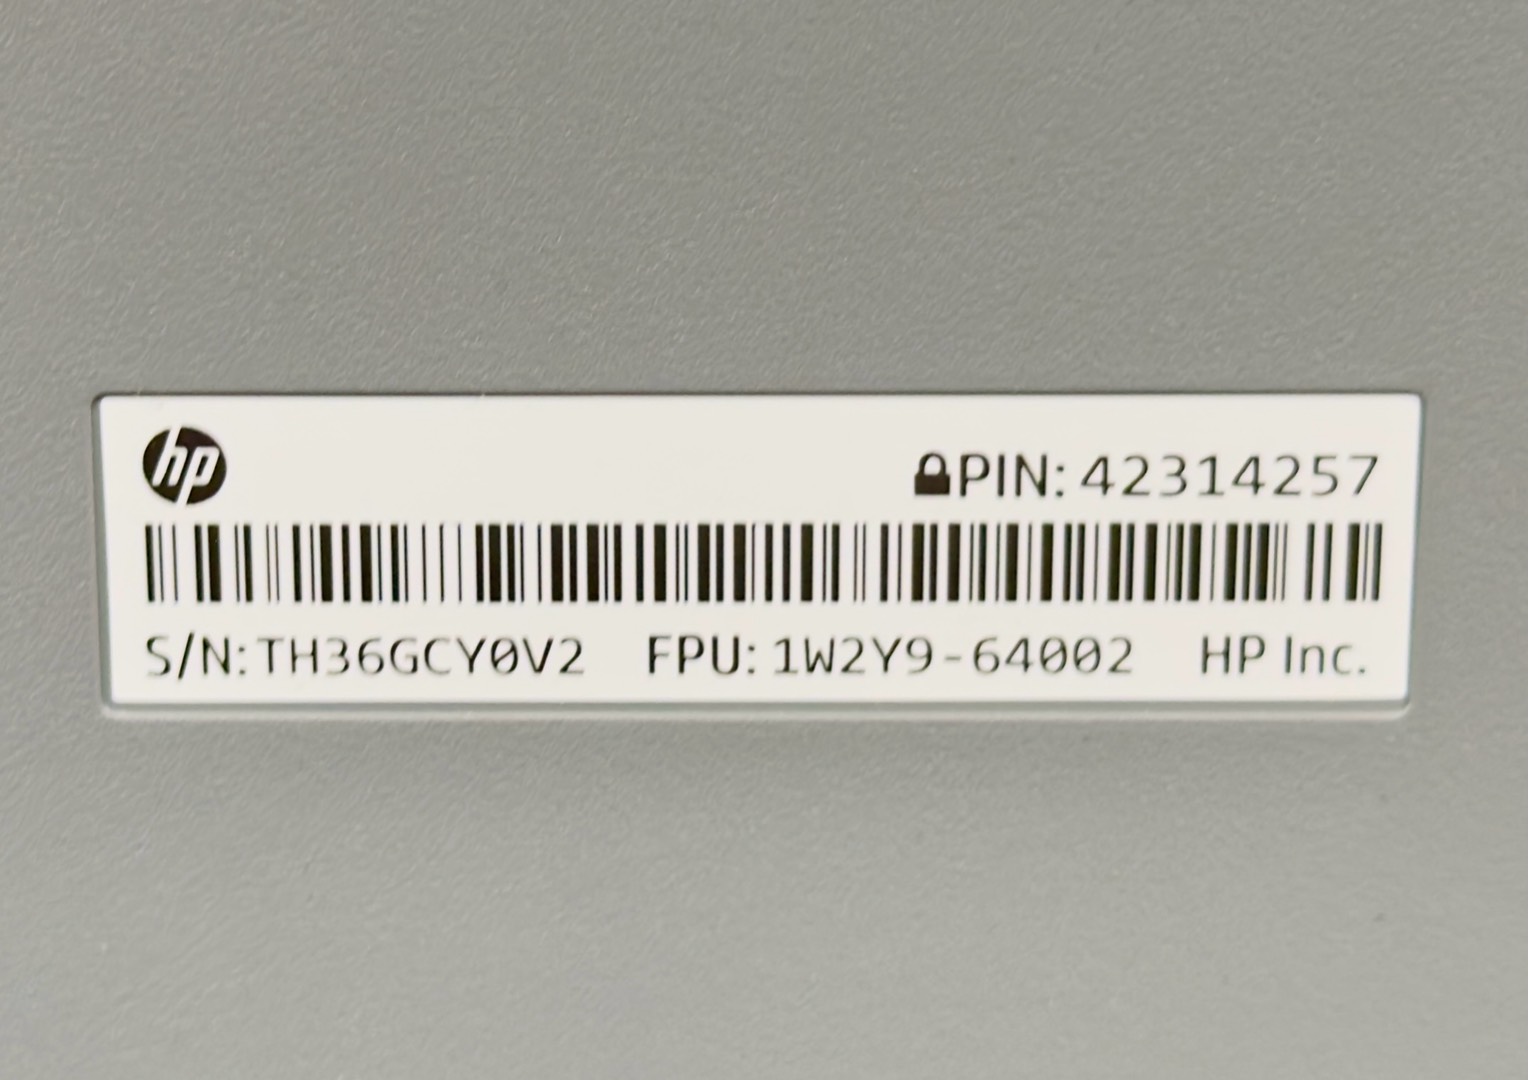 hp
PIN: 42314257
S/N:TH36GCY0V2 FPU: 1W2Y9-64002 HP Inc.